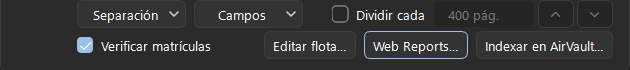 Separación Campos Dividir cada 400 pág.
Verificar matrículas Editar flota... Web Reports... Indexar en AirVault...